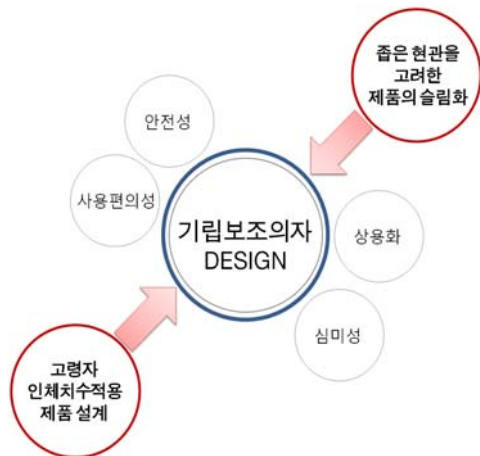 좁은 현관을
고려한
제품의 슬림화
안전성
사용편의성
기립보조의자
DESIGN
상용화
심미성
고령자
인체치수적용
제품 설계